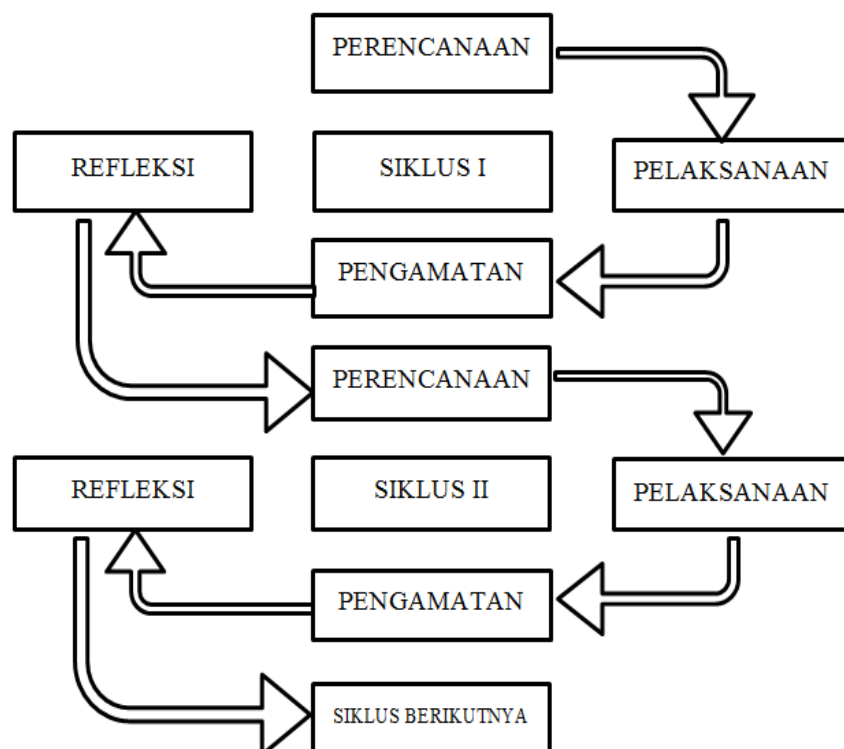 PERENCANAAN
REFLEKSI
SIKLUS I
PELAKSANAAN
PENGAMATAN
PERENCANAAN
REFLEKSI
SIKLUS II
PELAKSANAAN
PENGAMATAN
SIKLUS BERIKUTNYA